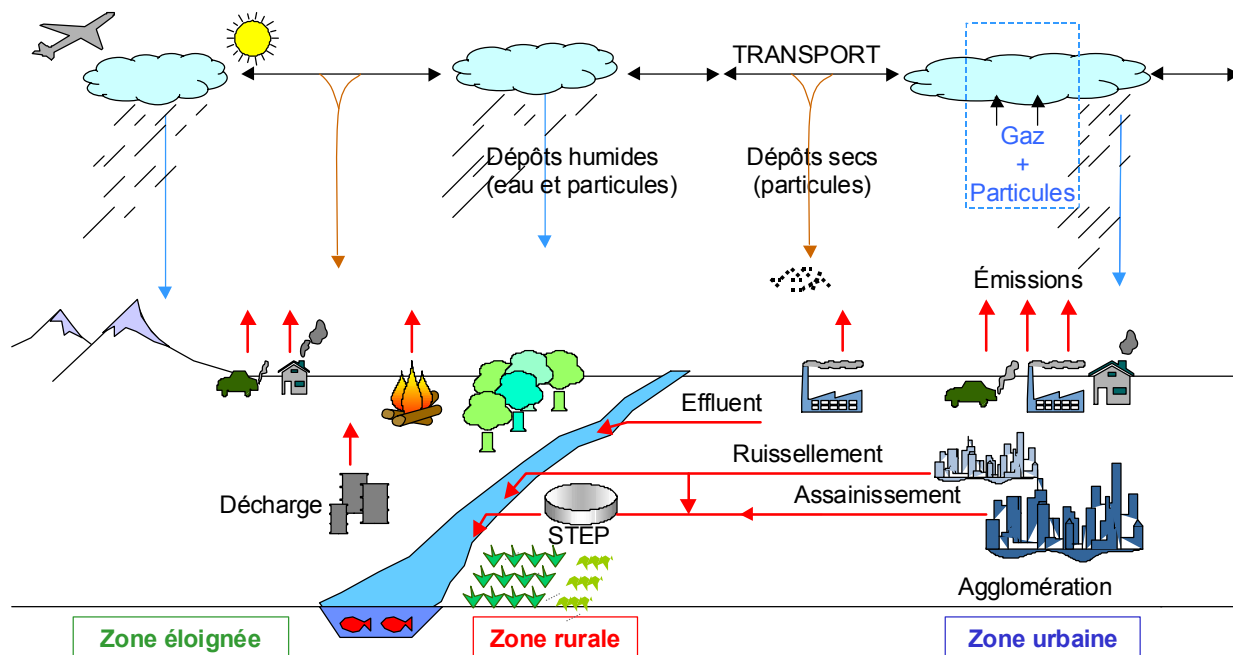 TRANSPORT
Gaz
+
Particules
Dépôts humides
(eau et particules)
Dépôts secs
(particules)
Émissions
Effluent
Ruissellement
Assainissement
Décharge
STEP
Agglomération
Zone éloignée
Zone rurale
Zone urbaine